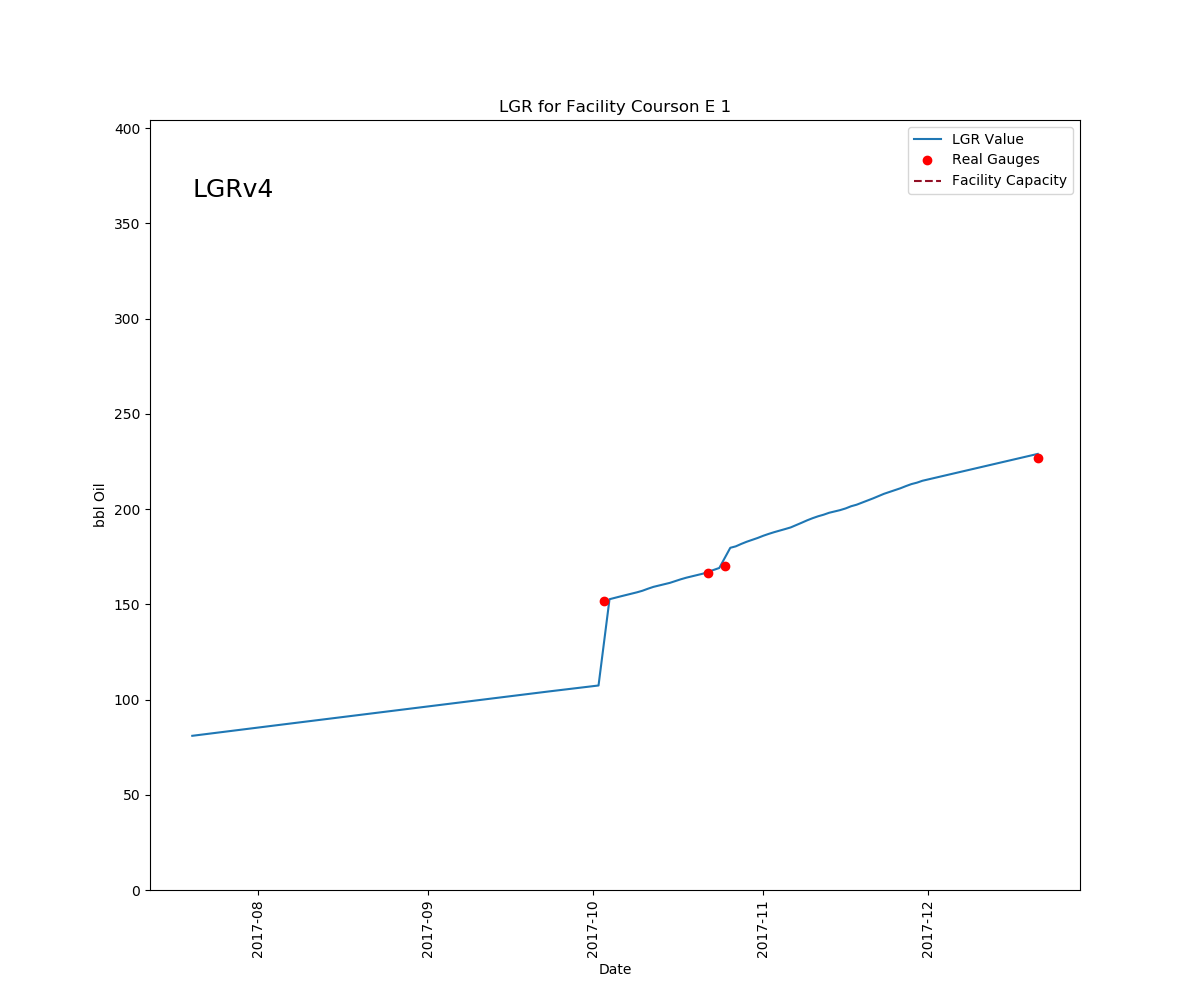 LGR for Facility Courson E 1
LGRv4
LGR Value
Real Gauges
Facility Capacity
400
350
300
250
200
150
100
50
0
bbl Oil
2017-08
2017-09
2017-10
2017-11
2017-12
Date